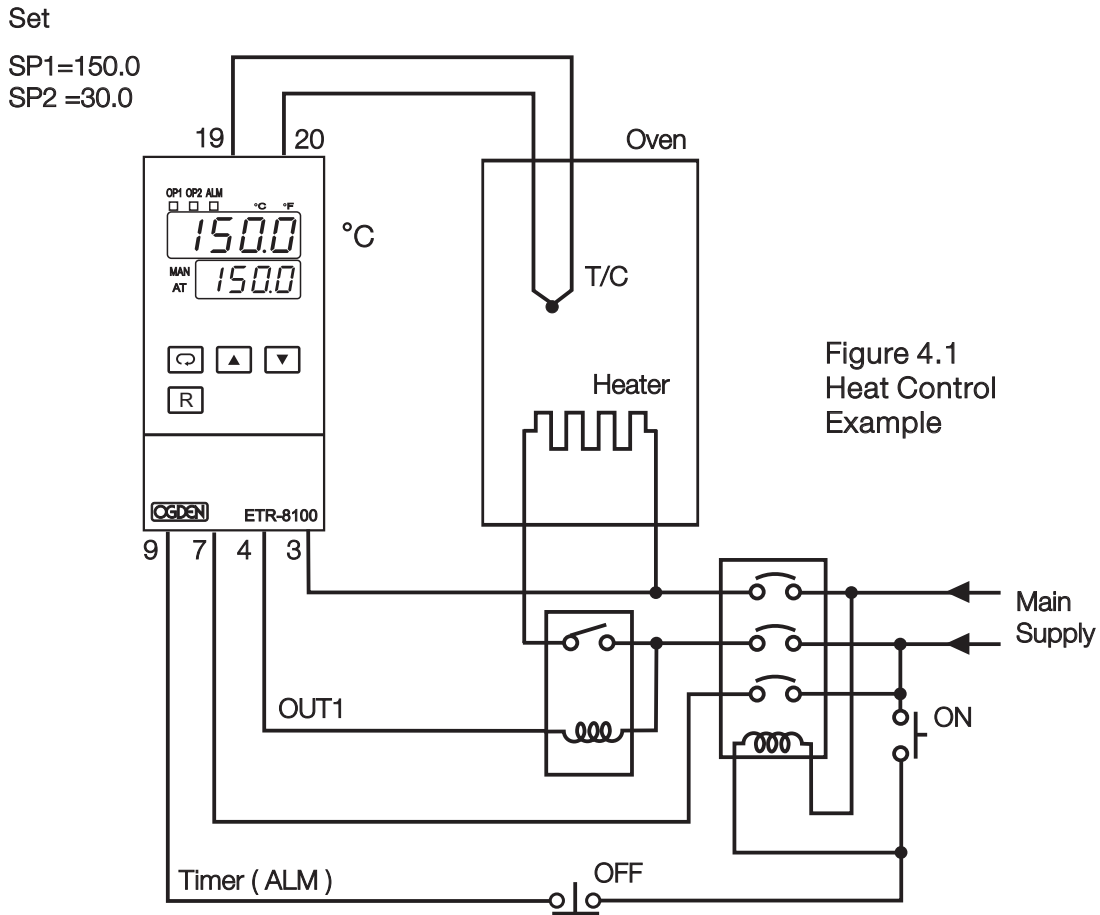 Set
SP1=150.0
SP2 =30.0
19
20
Oven
OP1 OP2 ALM
°C °F
150.0
°C
MAN
AT
150.0
T/C
R
Heater
Figure 4.1
Heat Control
Example
OGDEN
ETR-8100
9
7
4
3
Main
Supply
OUT1
ON
Timer ( ALM )
OFF